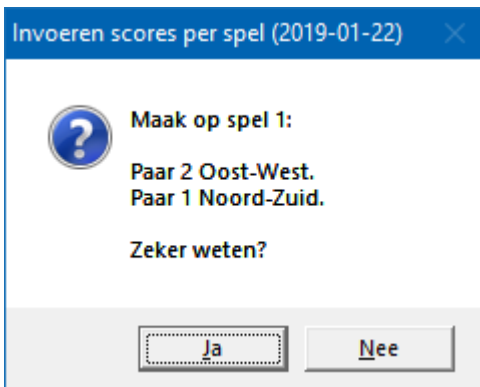 Invoeren scores per spel (2019-01-22)
Maak op spel 1:
Paar 2 Oost-West.
Paar 1 Noord-Zuid.
Zeker weten?
Ja
Nee